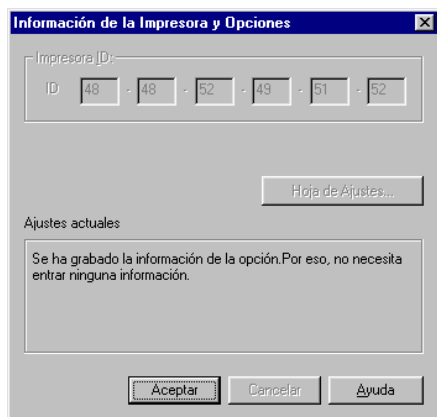 Información de la Impresora y Opciones
Impresora ID:
ID 48 - 48 - 52 - 49 - 51 - 52
Hoja de Ajustes...
Ajustes actuales
Se ha grabado la información de la opción.Por eso, no necesita
entrar ninguna información.
Aceptar Cancelar Ayuda